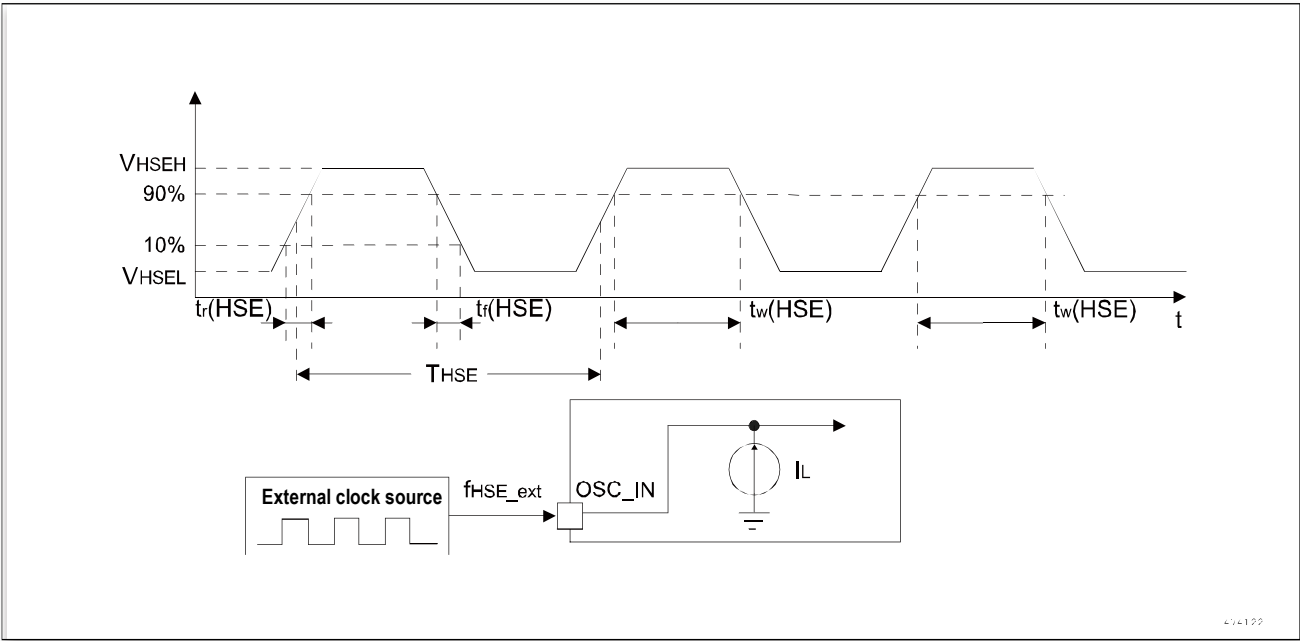 VHSEH
90%
10%
VHSEL
tr(HSE)
tf(HSE)
tw(HSE)
tw(HSE)
t
THSE
External clock source
fHSE_ext
OSC_IN
IL